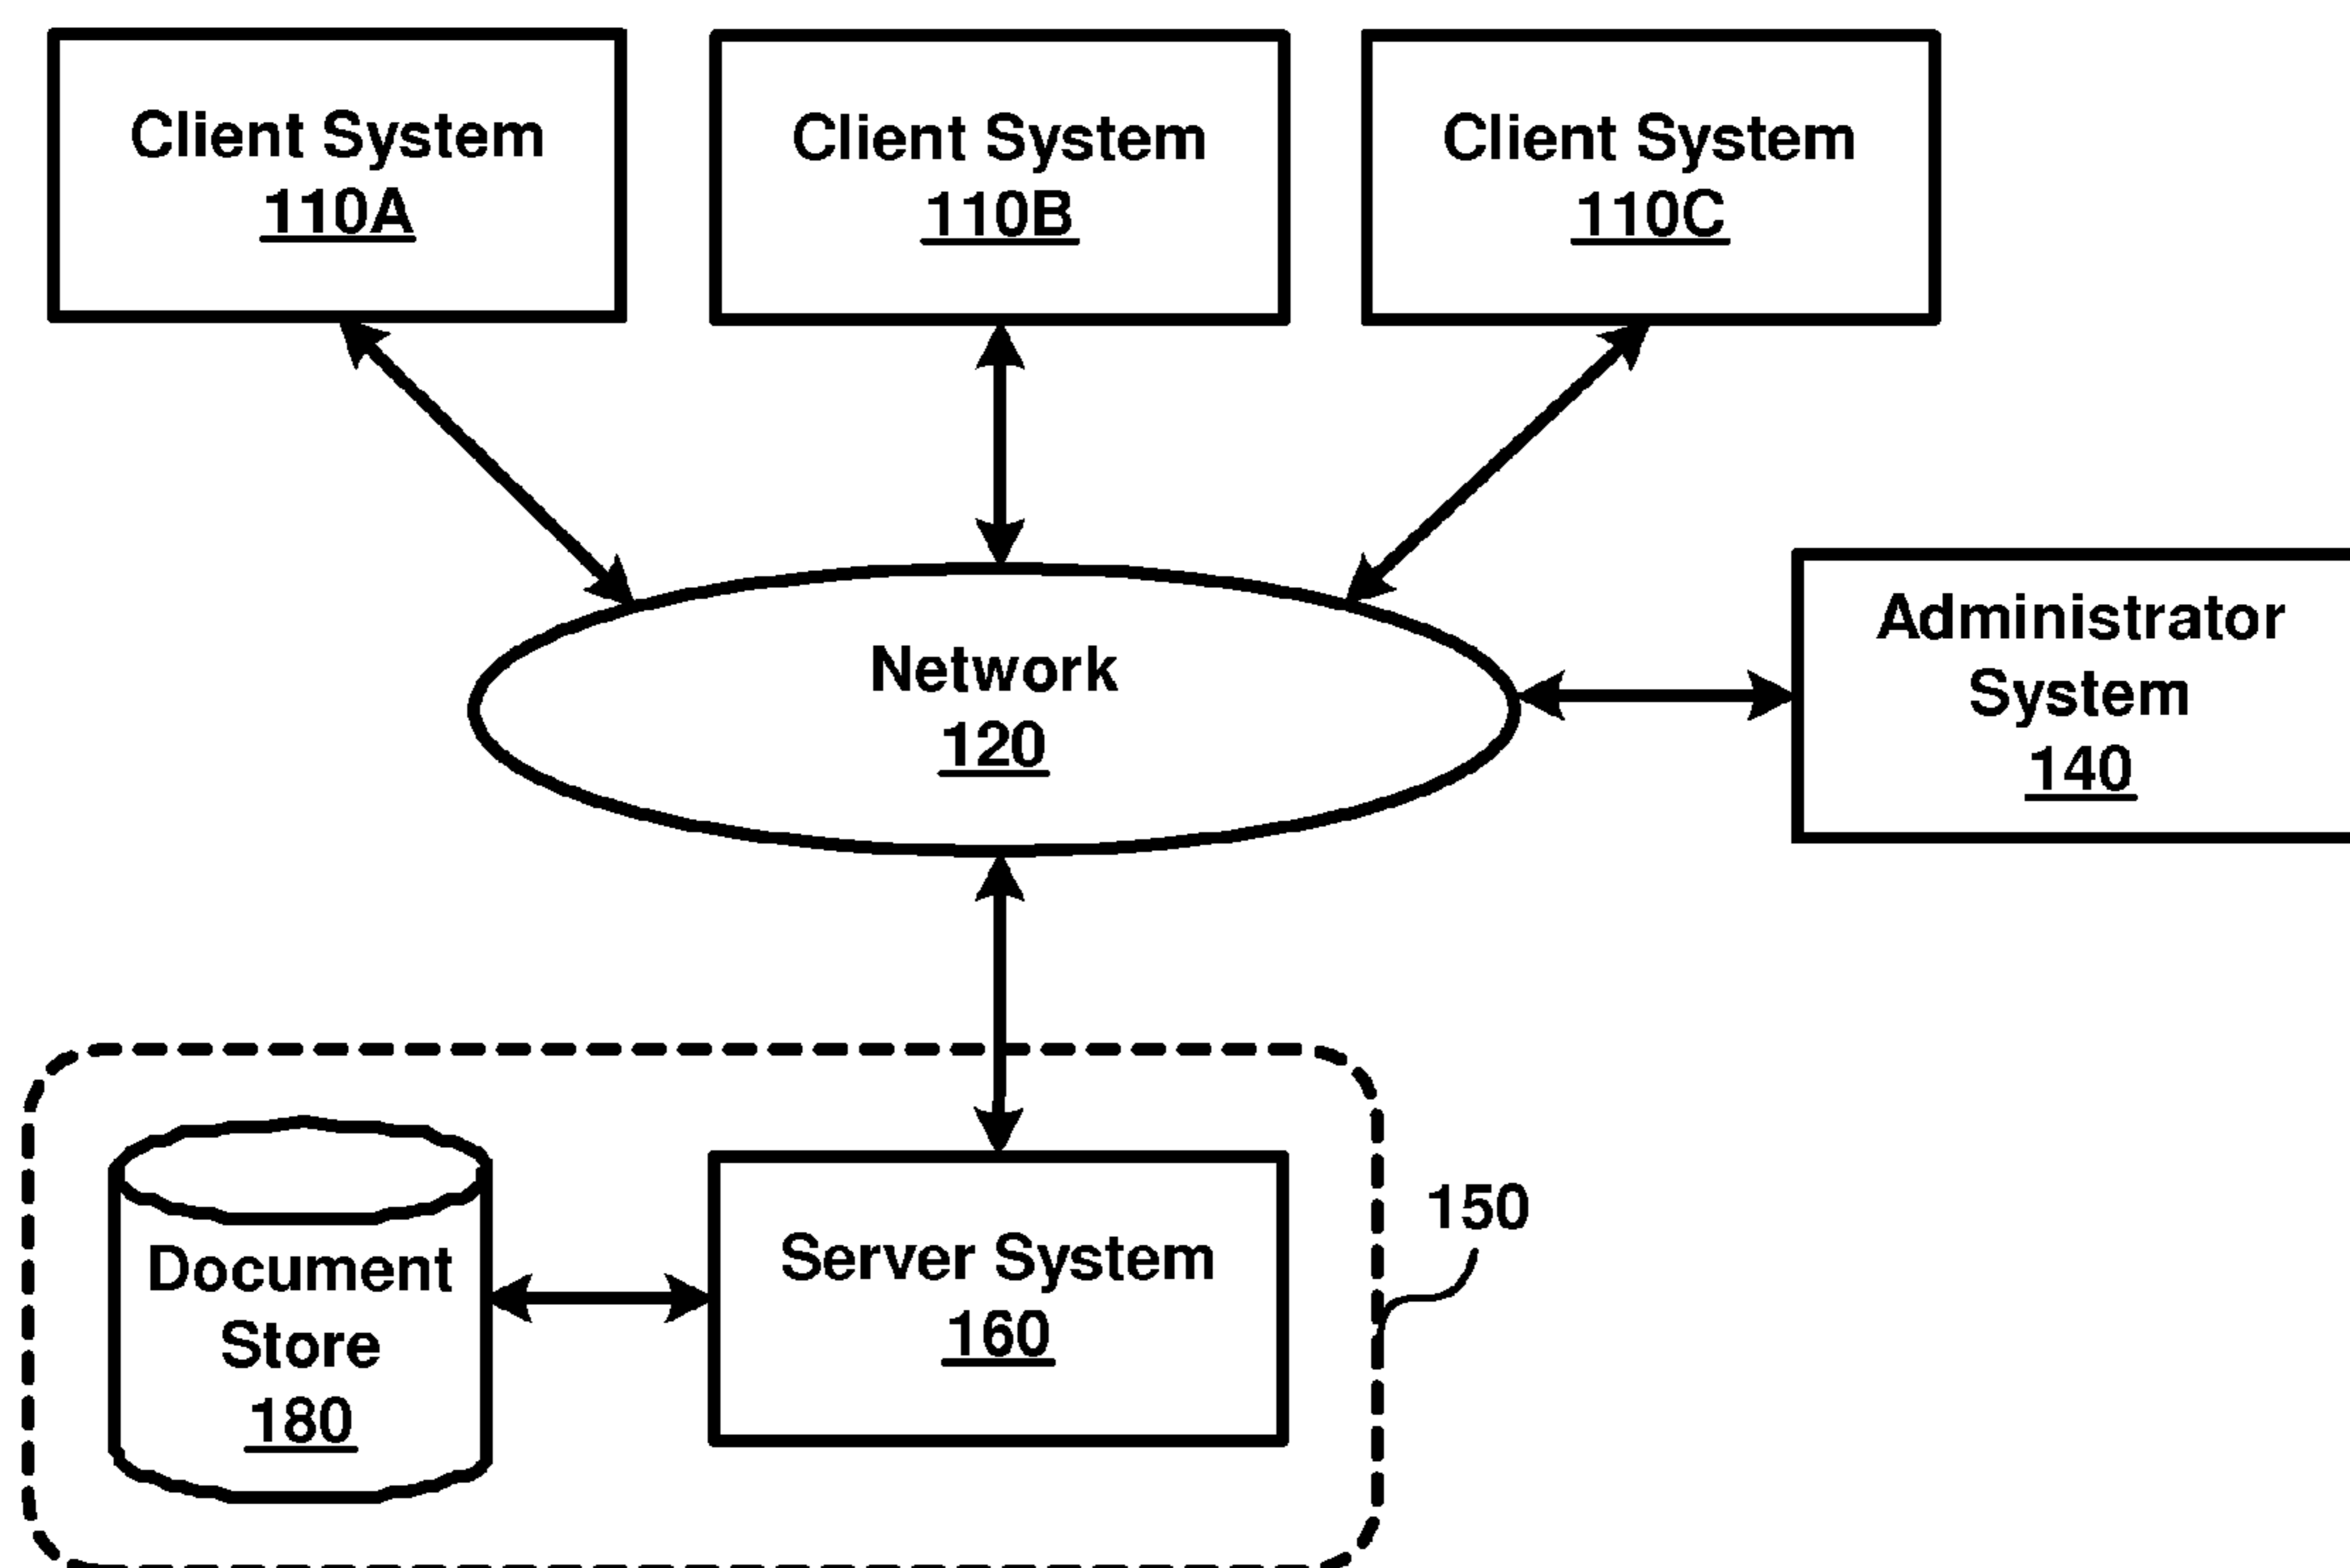 Client System
110A
Client System
110B
Client System
110C
Network
120
Administrator
System
140
150
Document
Store
180
Server System
160